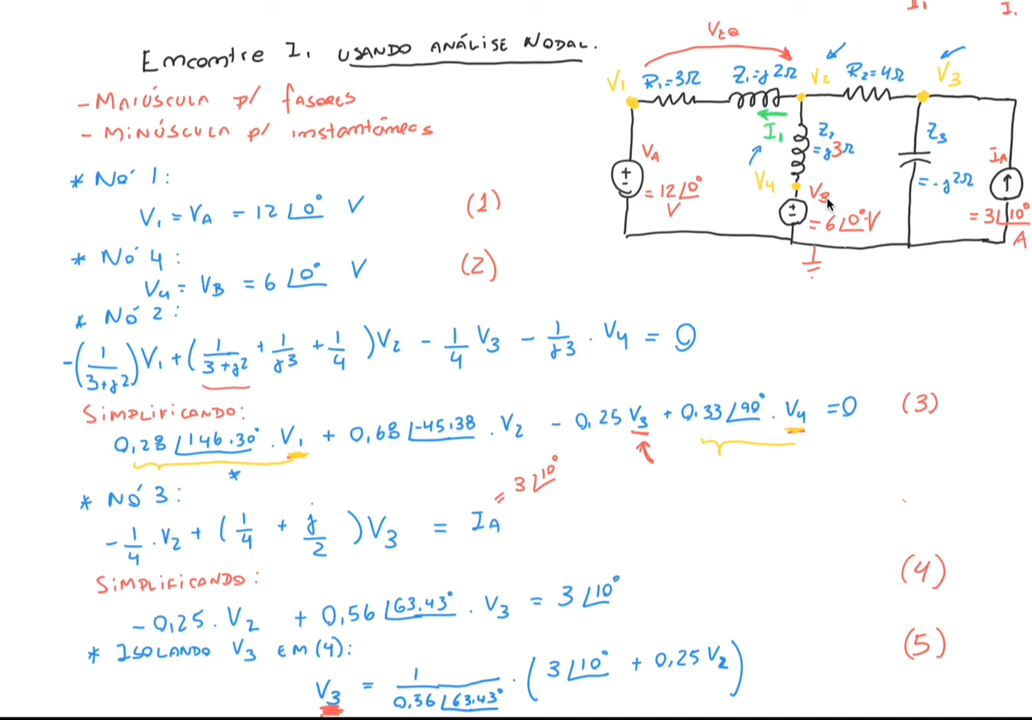 I₁ I.
Encontre I₁ USANDO ANÁLISE NODAL.
- MAIÚSCULA p/ fASORES
- MINÚSCULA p/ instantâneas
VEQ
V₁ R₁=3Ω Z₁=j2Ω V₂ R₂=4Ω V₃
I₁
Z₂ = j3Ω
Z₃ = -j2Ω
VA = 12∠0° V
V₄ VB = 6∠0° V
IA = 3∠10° A
* Nó 1:
V₁ = VA = 12∠0° V (1)
* Nó 4:
V₄ = VB = 6∠0° V (2)
* Nó 2:
-(1/(3+j2))V₁ + (1/(3+j2) + 1/j3 + 1/4)V₂ - 1/4 V₃ - 1/j3 . V₄ = 0
SIMPLIFICANDO:
0,28∠146.30° . V₁ + 0,68∠-45.38 . V₂ - 0,25 V₃ + 0.33∠90° . V₄ = 0 (3)
*
* NÓ 3:
-1/4 . V₂ + (1/4 + j/2)V₃ = IA = 3∠10°
SIMPLIFICANDO:
- 0,25 . V₂ + 0,56∠63.43° . V₃ = 3∠10° (4)
* ISOLANDO V₃ EM (4):
V₃ = 1/(0,56∠63.43°) . (3∠10° + 0,25 V₂) (5)